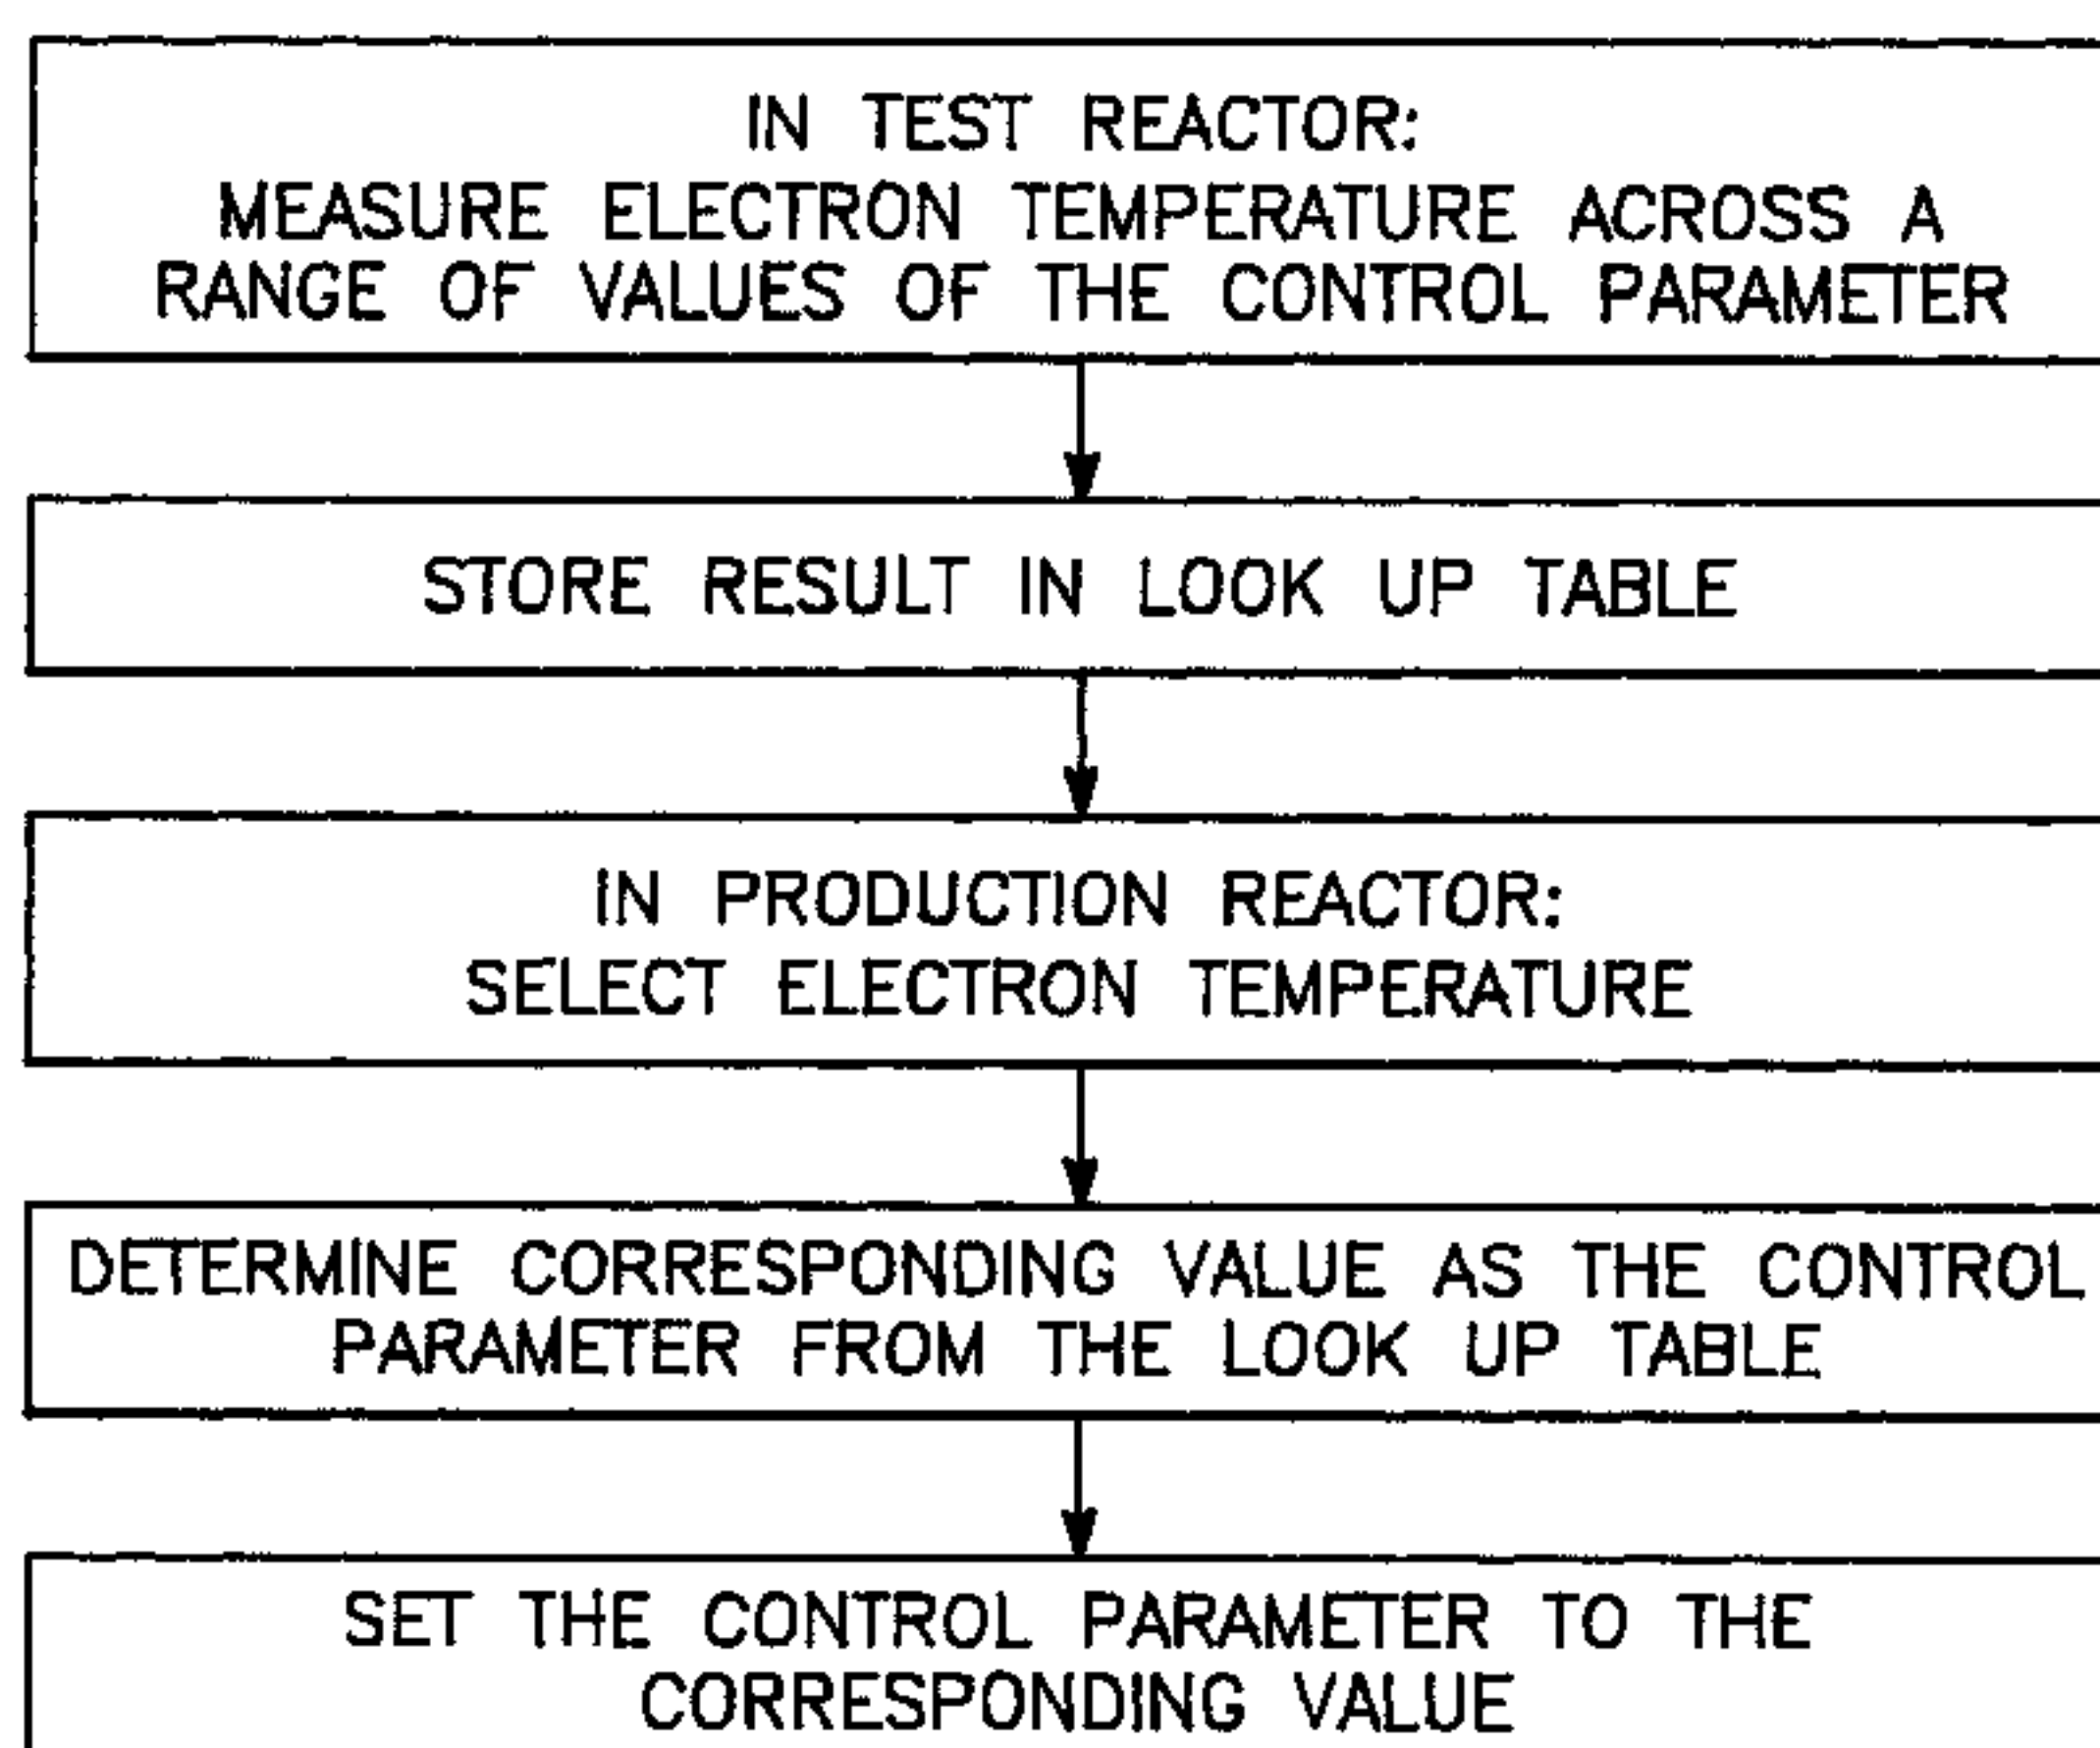 IN TEST REACTOR:
MEASURE ELECTRON TEMPERATURE ACROSS A
RANGE OF VALUES OF THE CONTROL PARAMETER
STORE RESULT IN LOOK UP TABLE
IN PRODUCTION REACTOR:
SELECT ELECTRON TEMPERATURE
DETERMINE CORRESPONDING VALUE AS THE CONTROL
PARAMETER FROM THE LOOK UP TABLE
SET THE CONTROL PARAMETER TO THE
CORRESPONDING VALUE